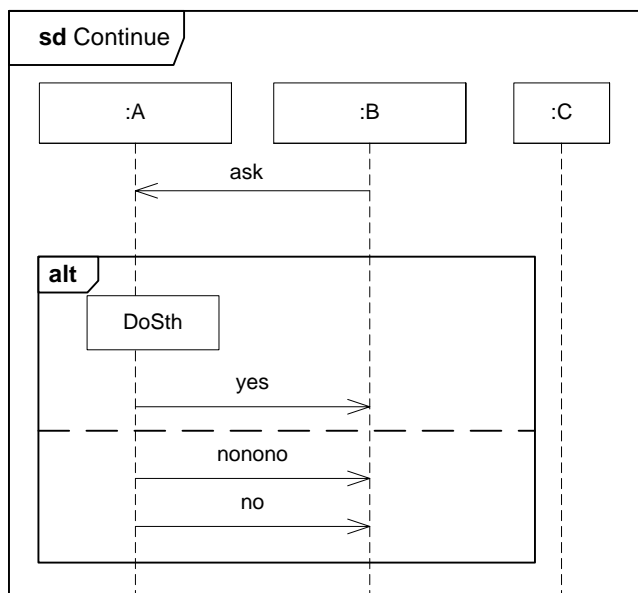 sd Continue
:A
:B
:C
ask
alt
DoSth
yes
nonono
no